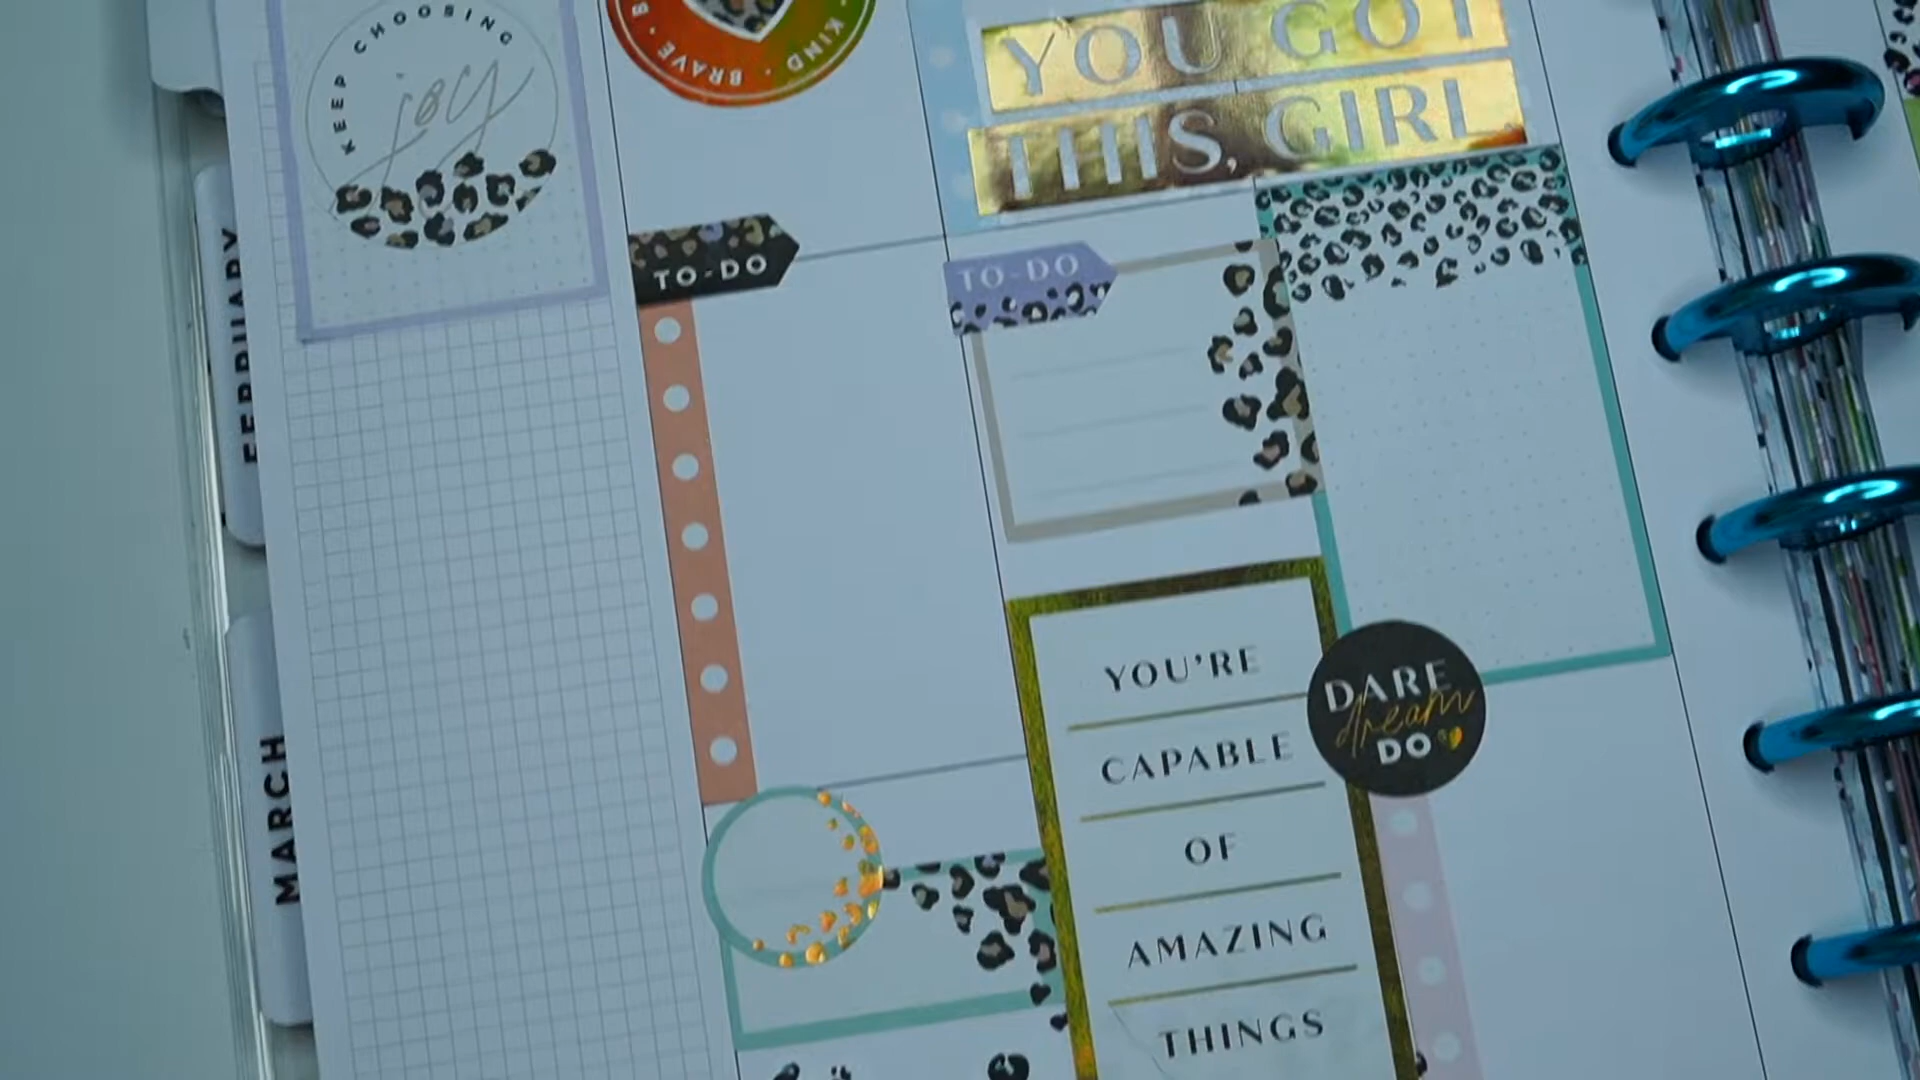 KEEP CHOOSING
joy
B
BRAVE · KIND ·
YOU GOT
THIS, GIRL.
TO-DO
TO-DO
FEBRUARY
YOU'RE
CAPABLE
OF
AMAZING
THINGS
DARE
dream
DO
MARCH